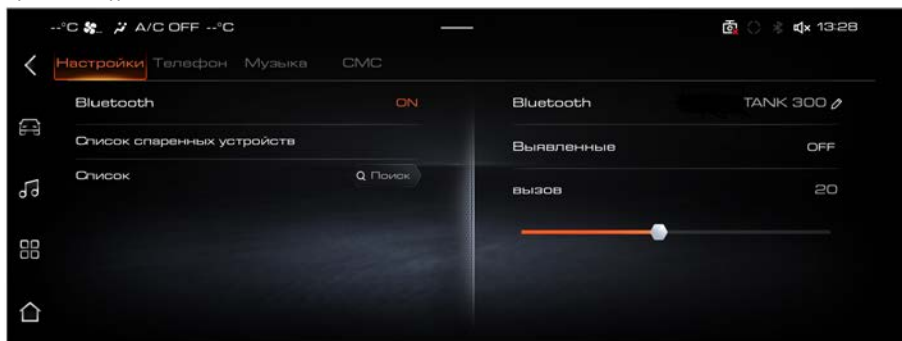 --°C A/C OFF --°C 13:28
Настройки Телефон Музыка СМС
Bluetooth ON
Список спаренных устройств
Список Поиск
Bluetooth TANK 300
Выявленные OFF
вызов 20